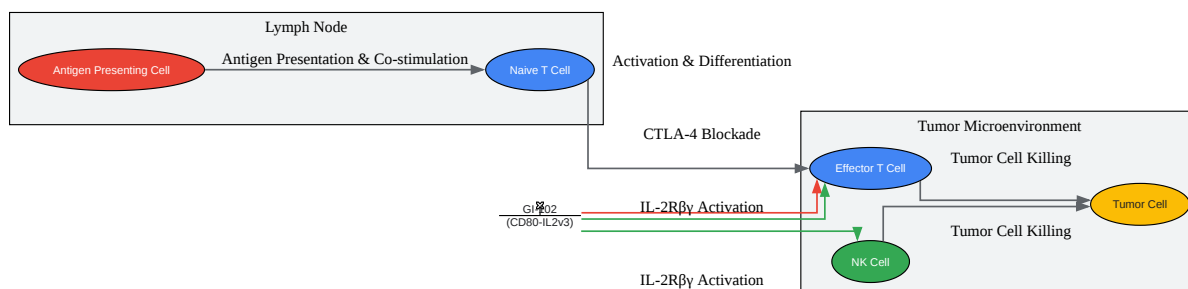 Lymph Node
Antigen Presenting Cell
Antigen Presentation & Co-stimulation
Naive T Cell
Activation & Differentiation
CTLA-4 Blockade
Tumor Microenvironment
Effector T Cell
Tumor Cell Killing
Tumor Cell
(CD80-IL2v3)
IL-2Rβγ Activation
Tumor Cell Killing
NK Cell
IL-2Rβγ Activation